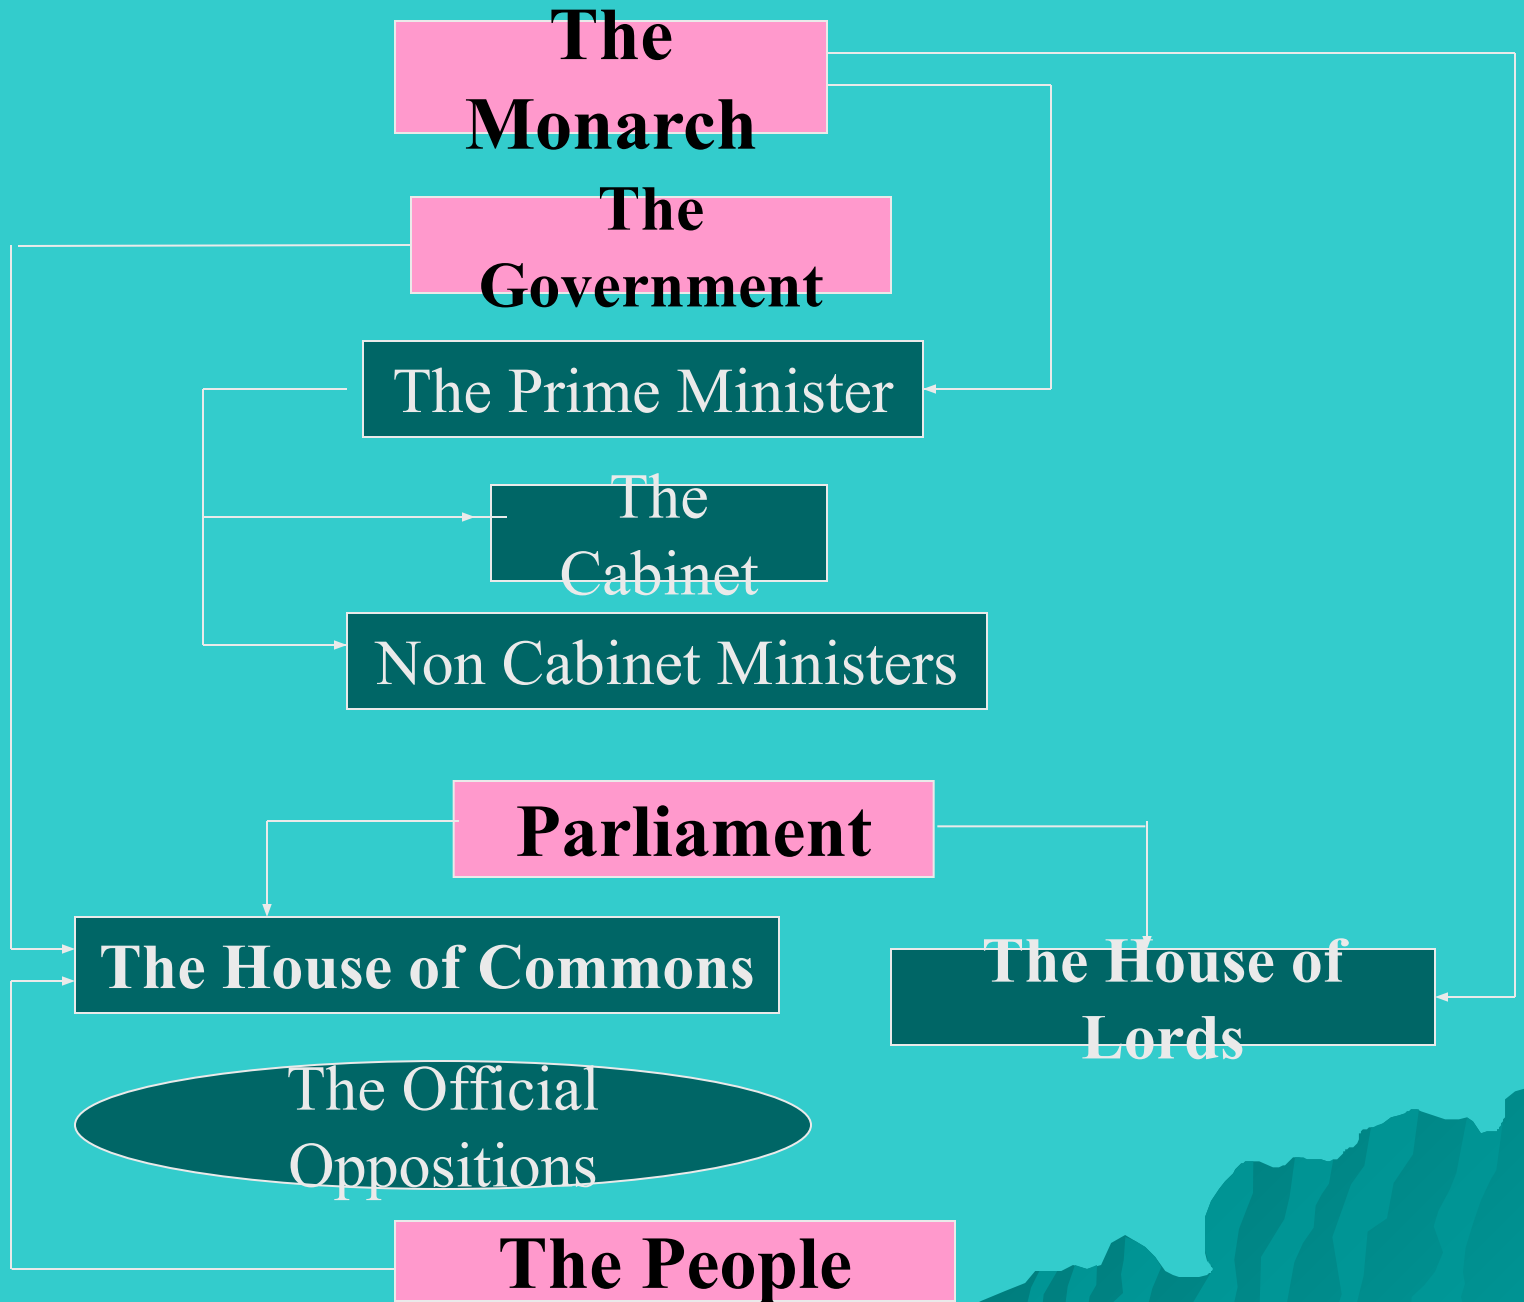 The
Monarch
The
Government
The Prime Minister
The
Cabinet
Non Cabinet Ministers
Parliament
The House of Commons
The House of
Lords
The Official
Oppositions
The People